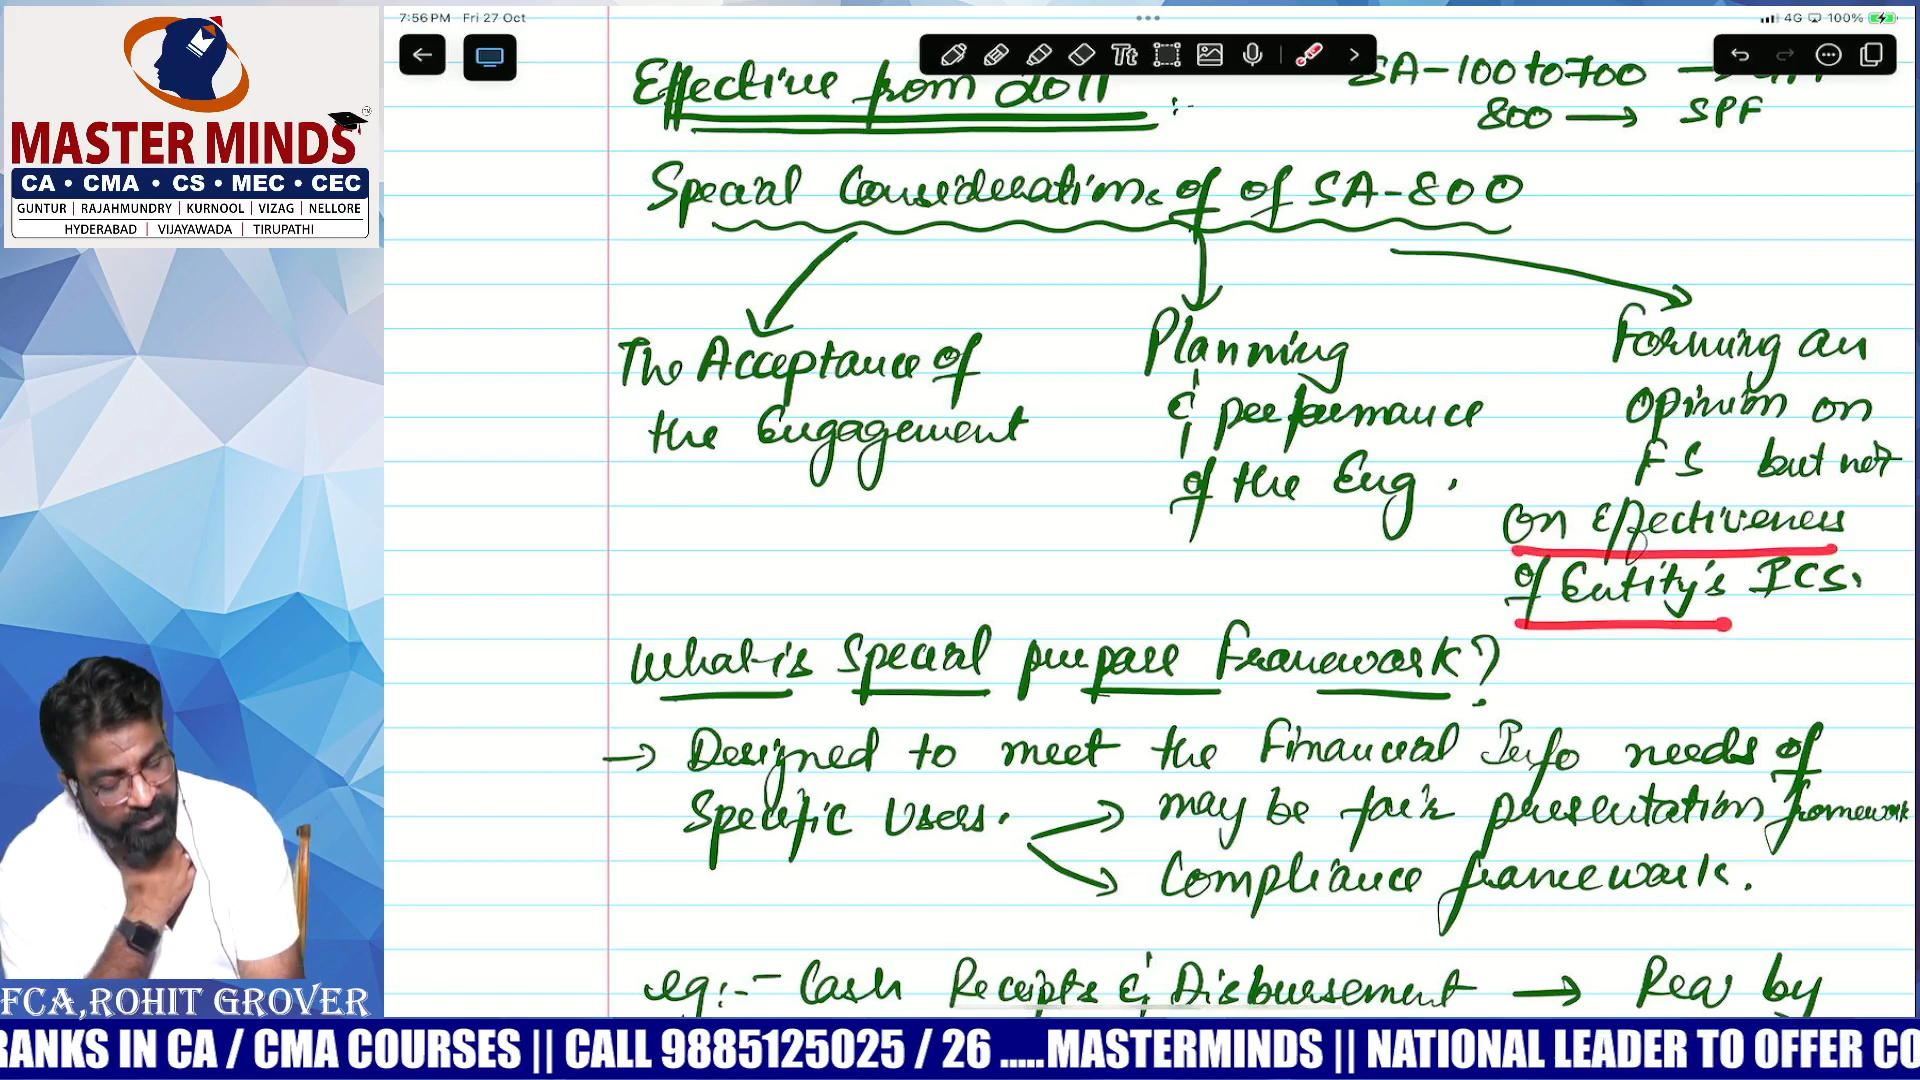 7:56 PM Fri 27 Oct
4G 100%
Tt
MASTER MINDS
TM
CA • CMA • CS • MEC • CEC
GUNTUR | RAJAHMUNDRY | KURNOOL | VIZAG | NELLORE
HYDERABAD | VIJAYAWADA | TIRUPATHI
Effective from 2011 :-
SA-100 to 700 →
800 → SPF
Special Considerations of of SA-800
The Acceptance of
the Engagement
Planning
& performance
of the Eng.
Forming an
Opinion on
FS but not
on Effectiveness
of Entity's ICS.
What is Special purpose Framework?
→ Designed to meet the Financial Info needs of
Specific Users. → may be fair presentation framework
→ Compliance framework.
eg:- - Cash Receipts & Disbursement → Req by
FCA,ROHIT GROVER
RANKS IN CA / CMA COURSES || CALL 9885125025 / 26 .....MASTERMINDS || NATIONAL LEADER TO OFFER CO